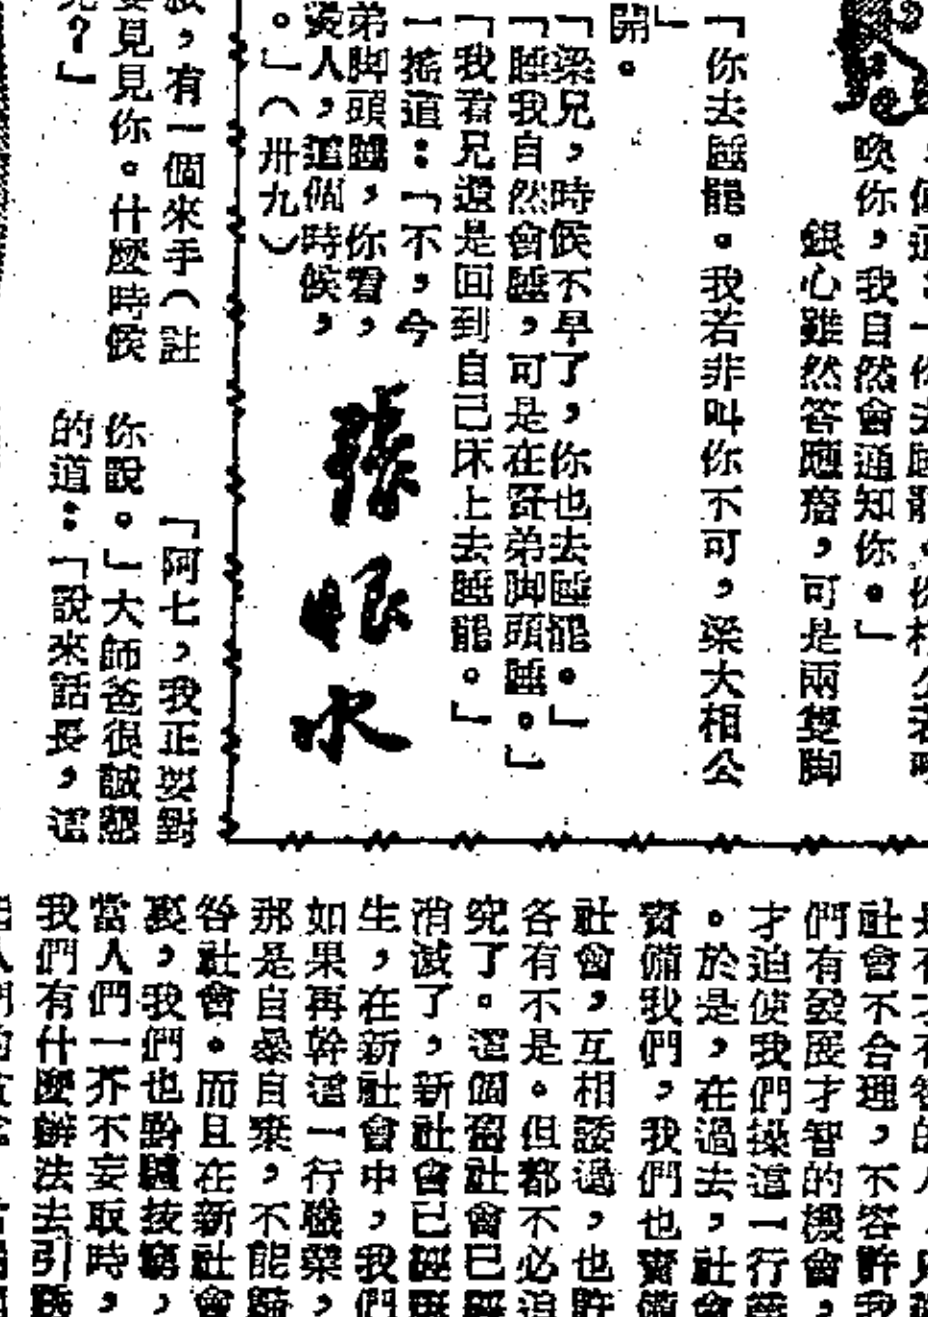 喚你，我自然會通知你。」
銀心雖然答應着，可是兩雙脚
「你去睡罷。我若非叫你不可，梁大相公
」開。
「梁兄，時候不早了，你也去睡罷。」
「睡我自然會睡，可是在賢弟脚頭睡。」
「我看兄還是回到自己床上去睡罷。」
一搖道：「不，今
弟脚頭睡，你看，
愛人，這個時候，
。」（卅九）
張恨水
，有一個來手（註
要見見你。什麼時候
？」
「阿七，我正要對
你說。」大師爸很誠懇
的道：「說來話長，這
社會不合理，不容許我
們有發展才智的機會，
才迫使我們操這一行
。於是，在過去，社會
責備我們，我們也責備
社會，互相諉過，也許
各有不是。但都不必追
究了。這個舊社會已經
消滅了，新社會已經
生，在新社會中，我們
如果再幹這一行職業，
那是自暴自棄，不能歸
咎社會。而且在新社會
裏，我們也黔驢技窮，
當人們一芥不妄取時，
我們有什麼辦法去引誘